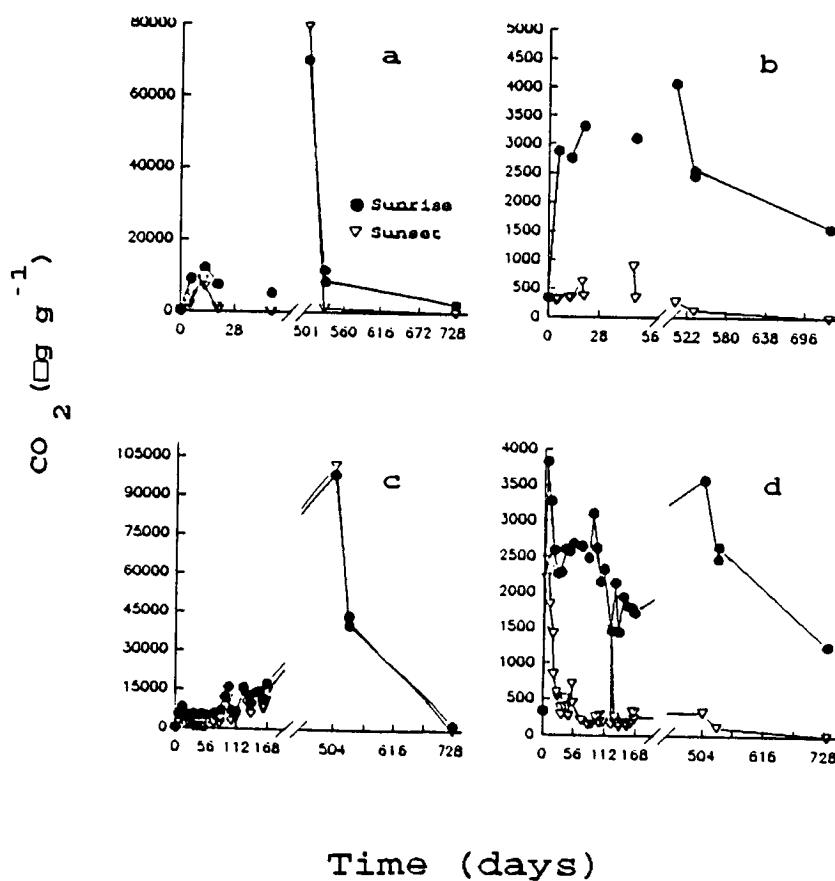 80000
60000
40000
20000
0
a
● Sunrise
▽ Sunset
0 28 501 560 616 672 728
5000
4500
4000
3500
3000
2500
2000
1500
1000
500
0
b
0 28 56 522 580 638 696
CO 2 (□g g -1
105000
90000
75000
60000
45000
30000
15000
0
c
0 56 112 168 504 616 728
4000
3500
3000
2500
2000
1500
1000
500
0
d
0 56 112 168 504 616 728
Time (days)